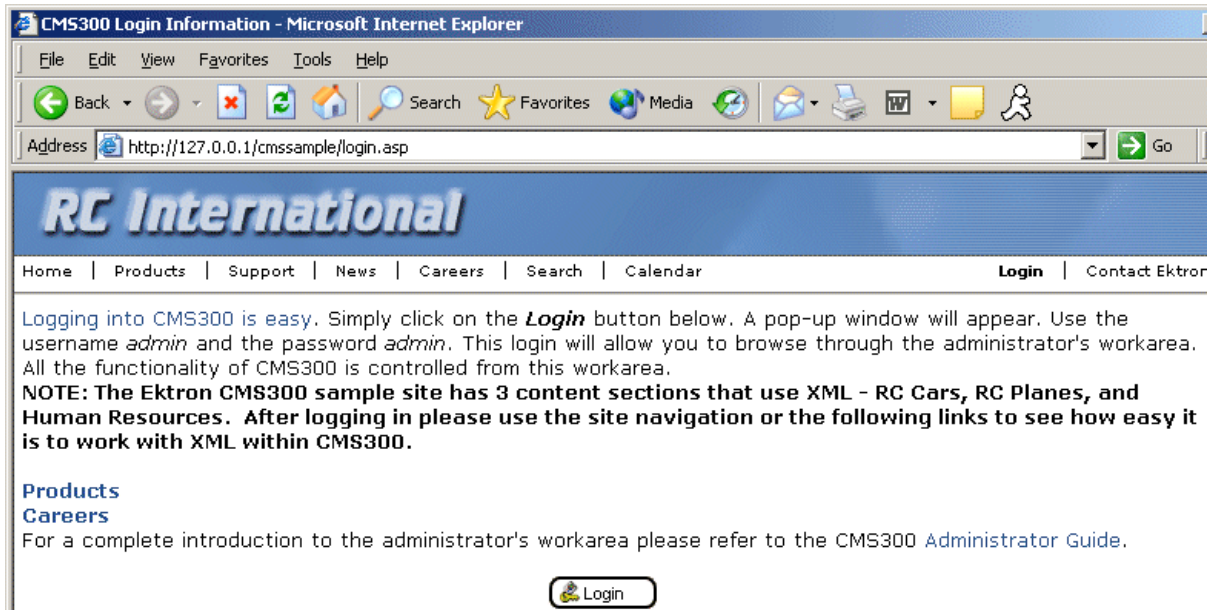 CMS300 Login Information - Microsoft Internet Explorer
File Edit View Favorites Tools Help
Back Search Favorites Media W
Address http://127.0.0.1/cmssample/login.asp Go
RC International
Home | Products | Support | News | Careers | Search | Calendar Login | Contact Ektron
Logging into CMS300 is easy. Simply click on the Login button below. A pop-up window will appear. Use the
username admin and the password admin. This login will allow you to browse through the administrator's workarea.
All the functionality of CMS300 is controlled from this workarea.
NOTE: The Ektron CMS300 sample site has 3 content sections that use XML - RC Cars, RC Planes, and
Human Resources. After logging in please use the site navigation or the following links to see how easy it
is to work with XML within CMS300.
Products
Careers
For a complete introduction to the administrator's workarea please refer to the CMS300 Administrator Guide.
Login